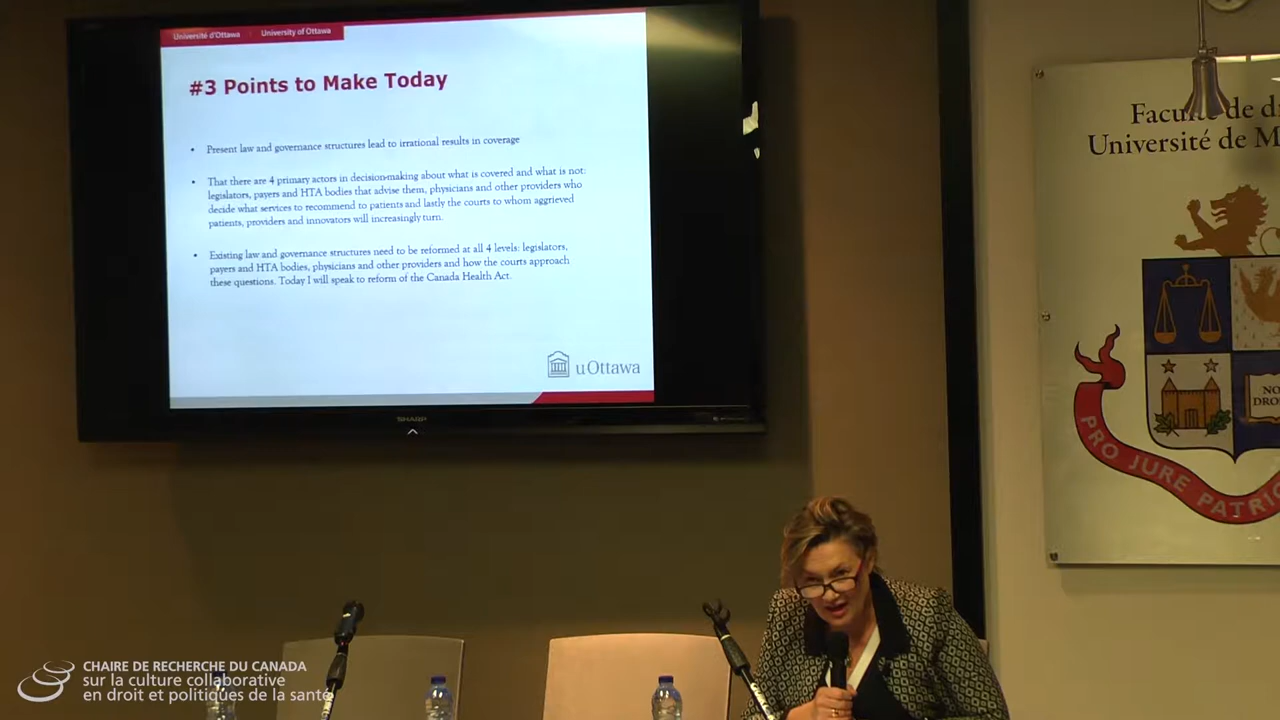 Université d'Ottawa | University of Ottawa
#3 Points to Make Today
• Present law and governance structures lead to irrational results in coverage
• That there are 4 primary actors in decision-making about what is covered and what is not:
legislators, payers and HTA bodies that advise them, physicians and other providers who
decide what services to recommend to patients and lastly the courts to whom aggrieved
patients, providers and innovators will increasingly turn.
• Existing law and governance structures need to be reformed at all 4 levels: legislators,
payers and HTA bodies, physicians and other providers and how the courts approach
these questions. Today I will speak to reform of the Canada Health Act.
uOttawa
SHARP
Faculté de d
Université de M
NO
DRO
PRO JURE PATRI
CHAIRE DE RECHERCHE DU CANADA
sur la culture collaborative
en droit et politiques de la santé